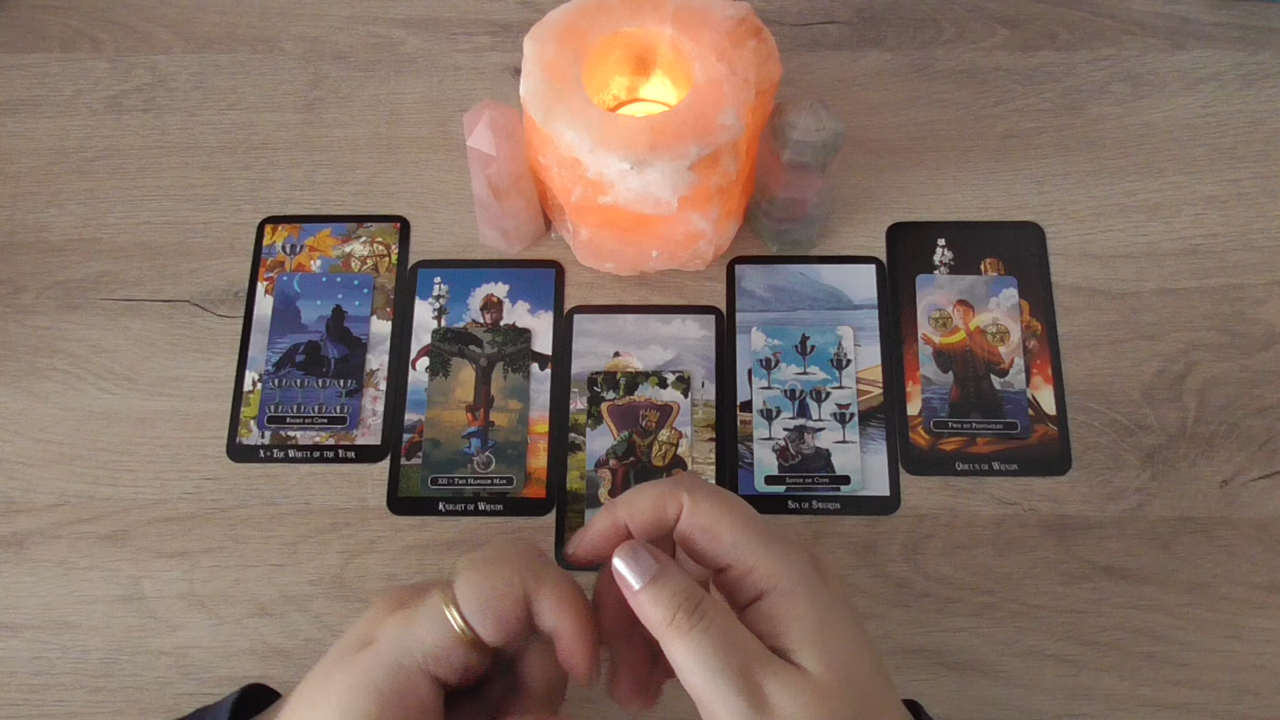 EIGHT OF CUPS
X • THE WHEEL OF THE YEAR
XII • THE HANGED MAN
KNIGHT OF WANDS
SEVEN OF CUPS
SIX OF SWORDS
TWO OF PENTACLES
QUEEN OF WANDS